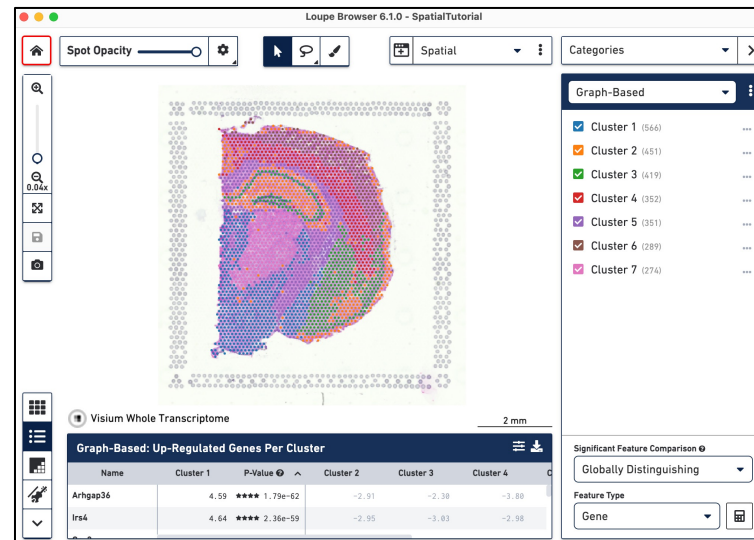 Loupe Browser 6.1.0 - SpatialTutorial
Spot Opacity
Spatial
Categories
Graph-Based
Cluster 1 (566)
Cluster 2 (451)
Cluster 3 (419)
Cluster 4 (352)
Cluster 5 (351)
Cluster 6 (289)
Cluster 7 (274)
0.04x
Visium Whole Transcriptome
2 mm
Graph-Based: Up-Regulated Genes Per Cluster
Name Cluster 1 P-Value Cluster 2 Cluster 3 Cluster 4 C
Arhgap36 4.59 **** 1.79e-62 -2.91 -2.30 -3.80
Irs4 4.64 **** 2.36e-59 -2.95 -3.03 -2.98
Significant Feature Comparison
Globally Distinguishing
Feature Type
Gene